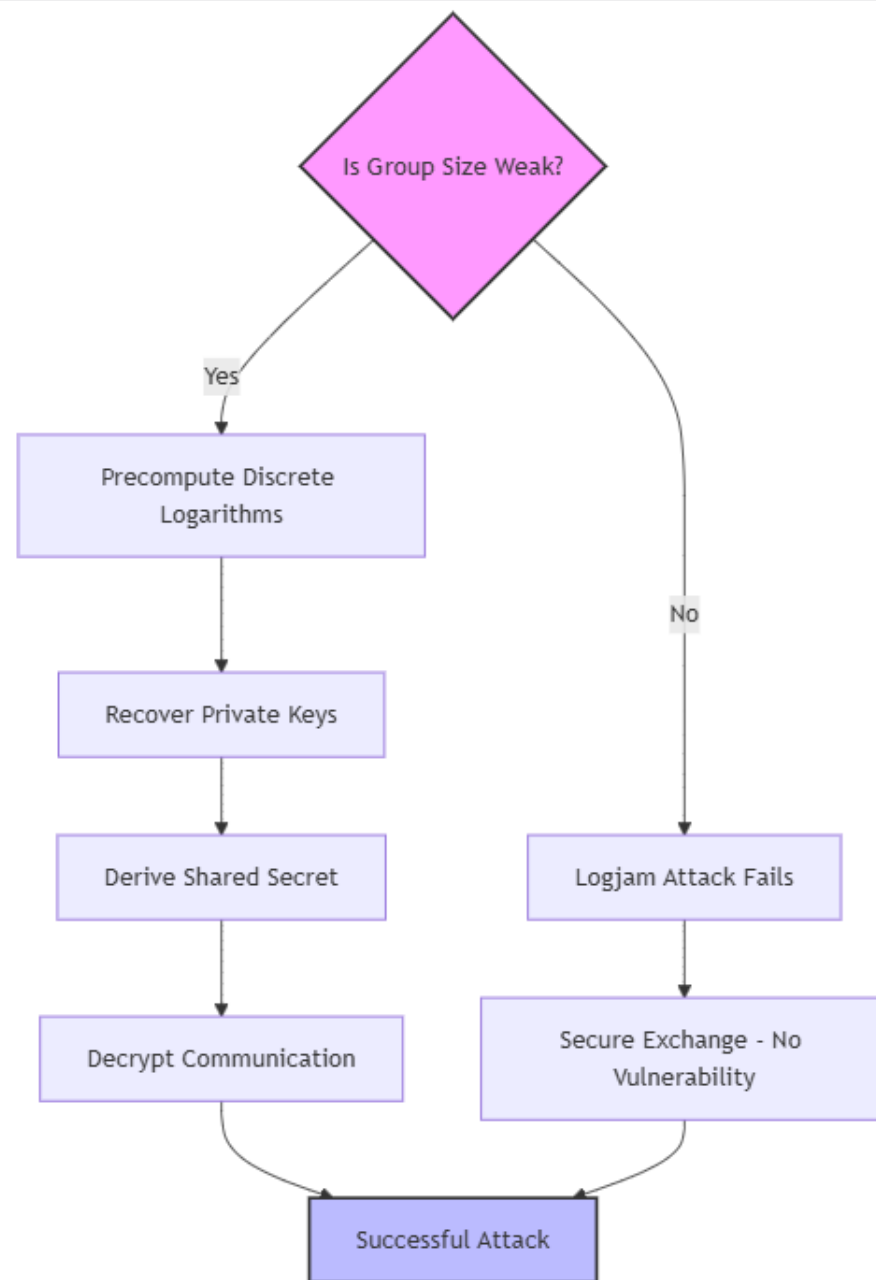 Is Group Size Weak?
Yes
Precompute Discrete
Logarithms
No
Recover Private Keys
Derive Shared Secret
Logjam Attack Fails
Decrypt Communication
Secure Exchange - No
Vulnerability
Successful Attack